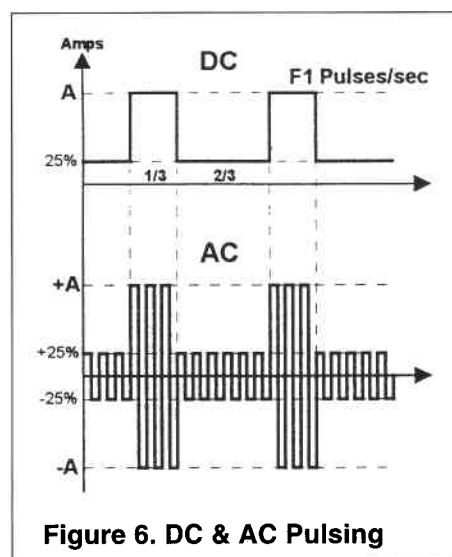 Amps
DC
F1 Pulses/sec
A
25%
1/3
2/3
AC
+A
+25%
-25%
-A
Figure 6. DC & AC Pulsing